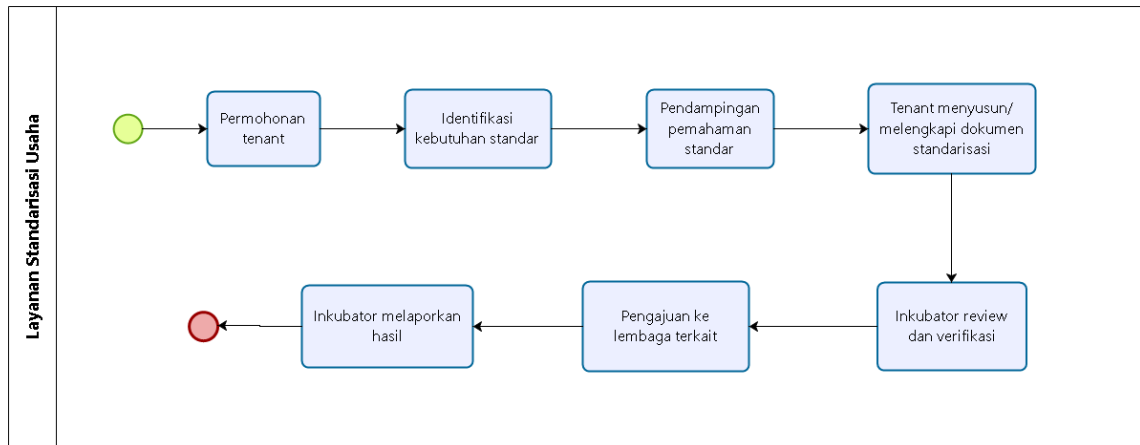 Layanan Standarisasi Usaha
Permohonan
tenant
Identifikasi
kebutuhan standar
Pendampingan
pemahaman
standar
Tenant menyusun/
melengkapi dokumen
standarisasi
Inkubator review
dan verifikasi
Pengajuan ke
lembaga terkait
Inkubator melaporkan
hasil